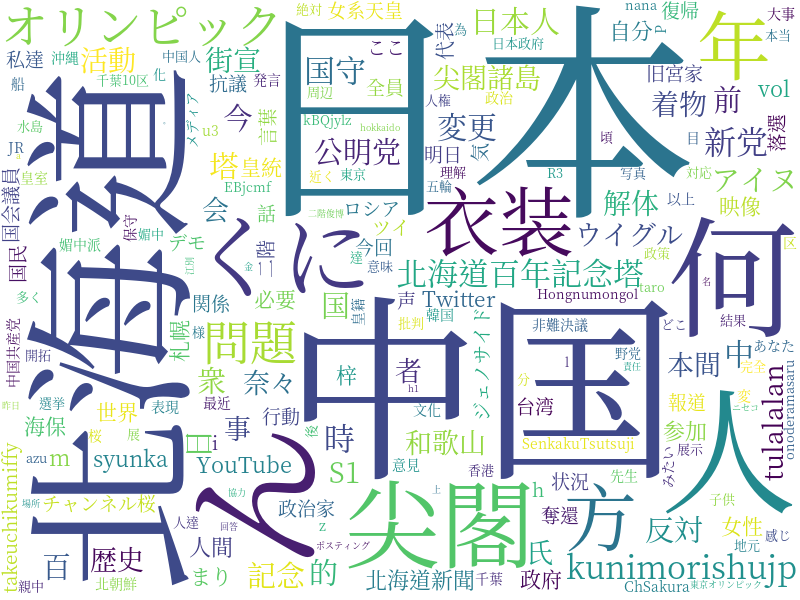 絶対 女系天皇
オリンピック
日本人
復帰
nana
大事
年
日本
私達 沖縄
活動
街宣
ここ
代表
日本政府
自分
P
為
本当
中国人
千葉10区
化
抗議
発言
国守
全員
尖閣諸島
旧宮家
船
メディア
今
言葉
周辺
人権
政治
着物
前
vol
水島
u3
kBQjylz
hokkaido
変更
新党
落選
JR
北海道
塔
皇統
公明党
明日
気
頃
目
皇室
国会議員
EBjcmf
近く
東京
五輪
理解
R3
写真
対応
アイヌ
保守
会
話
二階俊博
ロシア
衣装
解体
以上
映像
くに
国民
媚中派
媚中
デモ
二階
ツイ
今回
達
意味
ウイグル
政策
区
何
江別
金
北海道百年記念塔
中国共産党
多く
関係
必要
国
皇籍
声
Twitter
Hongnumongol
taro
名
開拓
札幌
様
問題
中国
批判
韓国
ジェノサイド
非難決議
どこ
結果
あなた
昨日
選挙
表現
最近
衆
奈々
梓
者
h1
文化
l
野党
責任
本間
中
完全
onoderamasaru
tulalalan
世界
行動
分
台湾
人
報道
変
ニセコ
海保
桜
展
事
時
後
和歌山
SenkakuTsutsuji
参加
展示
みたい
azu
m
syunka
日
i
ん
YouTube
S1
意見
香港
h
状況
先生
子供
takeuchikumiffy
場所
チャンネル桜
協力
政治家
z
尖閣
上
奪還
方
反対
女性
感じ
百
歴史
人達
回答
人間
ポスティング
氏
地元
親中
北朝鮮
まり
記念
的
北海道新聞
千葉
政府
kunimorishujp
ChSakura
東京オリンピック